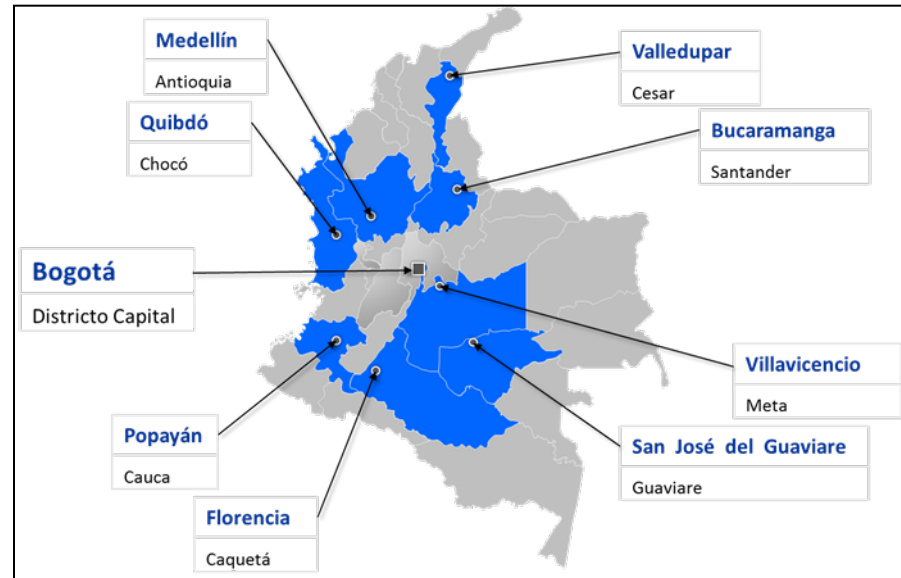 Medellín
Antioquia
Valledupar
Cesar
Quibdó
Chocó
Bucaramanga
Santander
Bogotá
Districto Capital
Villavicencio
Meta
Popayán
Cauca
San José del Guaviare
Guaviare
Florencia
Caquetá